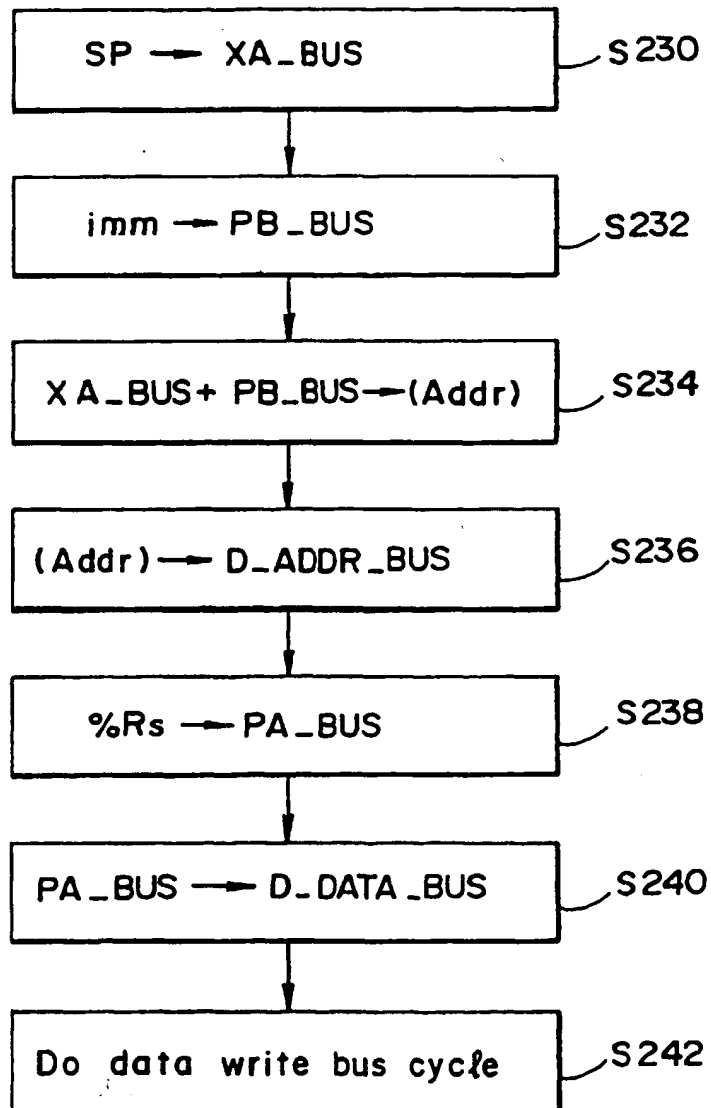 SP → XA_BUS S230
imm → PB_BUS S232
XA_BUS + PB_BUS → (Addr) S234
(Addr) → D_ADDR_BUS S236
%Rs → PA_BUS S238
PA_BUS → D_DATA_BUS S240
Do data write bus cycle S242